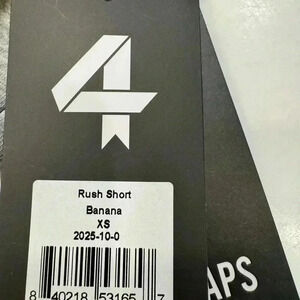 4
Rush Short
Banana
XS
2025-10-0
8 40218 53165 7
APS